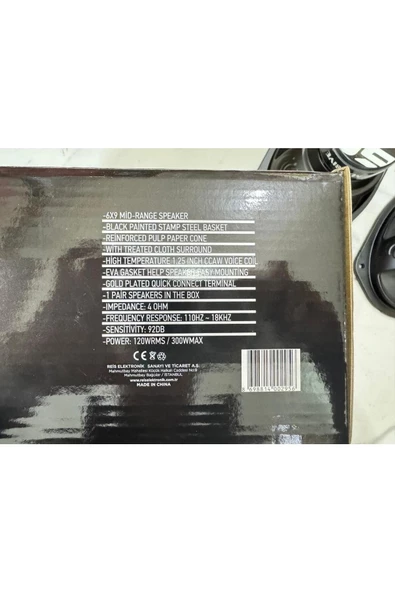 -6X9 MID-RANGE SPEAKER
-BLACK PAINTED STAMP STEEL BASKET
-REINFORCED PULP PAPER CONE
-WITH TREATED CLOTH SURROUND
-HIGH TEMPERATURE 1.25 INCH CCAW VOICE COIL
-EVA GASKET HELP SPEAKER EASY MOUNTING
-GOLD PLATED QUICK CONNECT TERMINAL
-1 PAIR SPEAKERS IN THE BOX
-IMPEDANCE: 4 OHM
-FREQUENCY RESPONSE: 110HZ ~ 18KHZ
-SENSITIVITY: 92DB
-POWER: 120WRMS / 300WMAX
CE
REİS ELEKTRONİK SANAYİ VE TİCARET A.Ş.
MADE IN CHINA